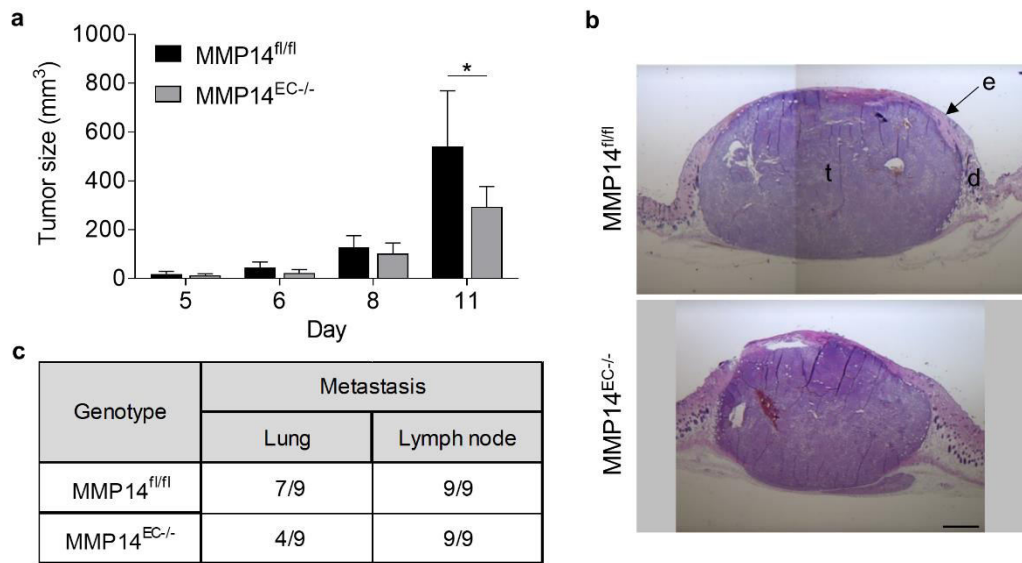 a
1000
800
600
400
200
0
Tumor size (mm³)
MMP14fl/fl
MMP14EC-/-
*
5 6 8 11
Day
b
MMP14fl/fl
e
t
d
MMP14EC-/-
c
Genotype
Metastasis
Lung Lymph node
MMP14fl/fl 7/9 9/9
MMP14EC-/- 4/9 9/9